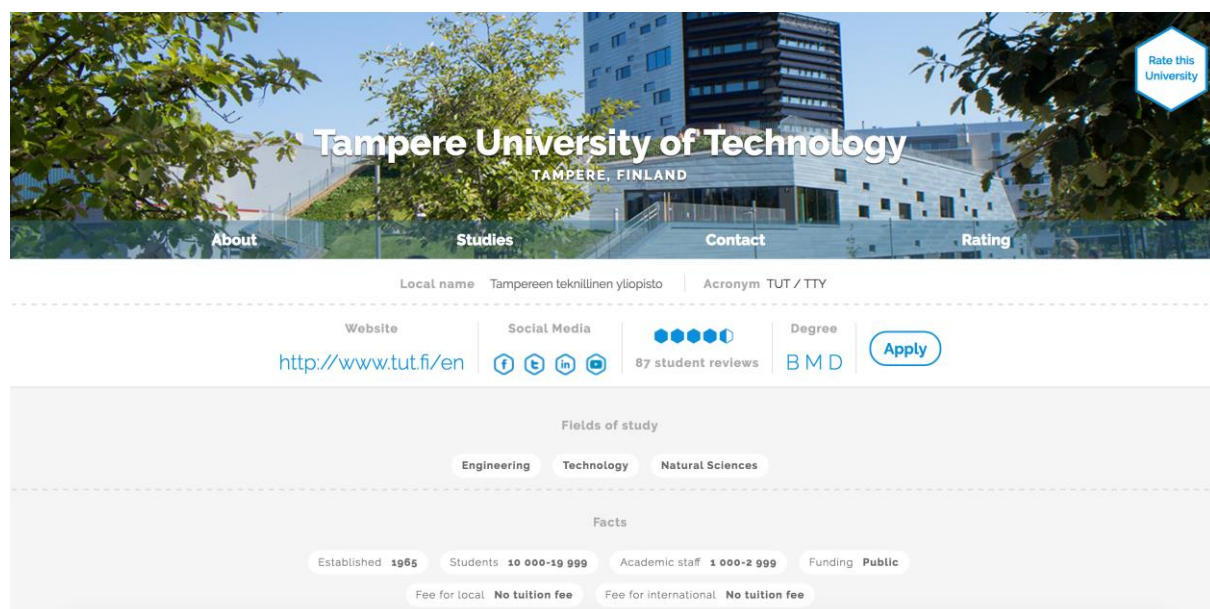 Rate this
University
Tampere University of Technology
TAMPERE, FINLAND
About Studies Contact Rating
Local name Tampereen teknillinen yliopisto Acronym TUT / TTY
Website Social Media Degree
http://www.tut.fi/en 87 student reviews B M D Apply
Fields of study
Engineering Technology Natural Sciences
Facts
Established 1965 Students 10 000-19 999 Academic staff 1 000-2 999 Funding Public
Fee for local No tuition fee Fee for international No tuition fee